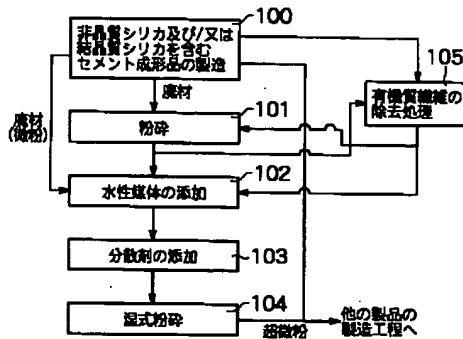 100
非晶質シリカ及び/又は
結晶質シリカを含む
セメント成形品の製造
105
有機質繊維の
除去処理
廃材
廃材
(微粉)
101
粉砕
102
水性媒体の添加
分散剤の添加
103
104
湿式粉砕
超微粉
他の製品の
製造工程へ